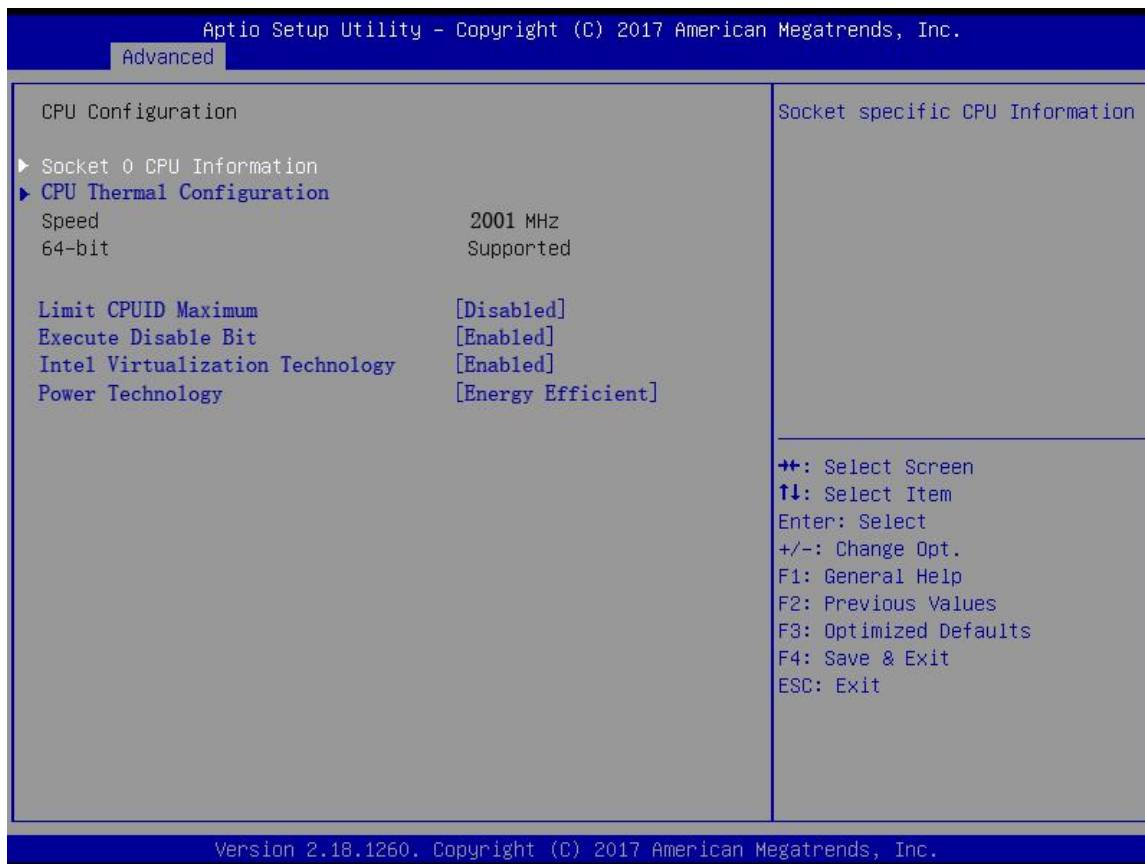 Aptio Setup Utility – Copyright (C) 2017 American Megatrends, Inc.
Advanced
CPU Configuration
Socket 0 CPU Information
CPU Thermal Configuration
Speed 2001 MHz
64-bit Supported
Limit CPUID Maximum [Disabled]
Execute Disable Bit [Enabled]
Intel Virtualization Technology [Enabled]
Power Technology [Energy Efficient]
Socket specific CPU Information
→←: Select Screen
↑↓: Select Item
Enter: Select
+/-: Change Opt.
F1: General Help
F2: Previous Values
F3: Optimized Defaults
F4: Save & Exit
ESC: Exit
Version 2.18.1260. Copyright (C) 2017 American Megatrends, Inc.